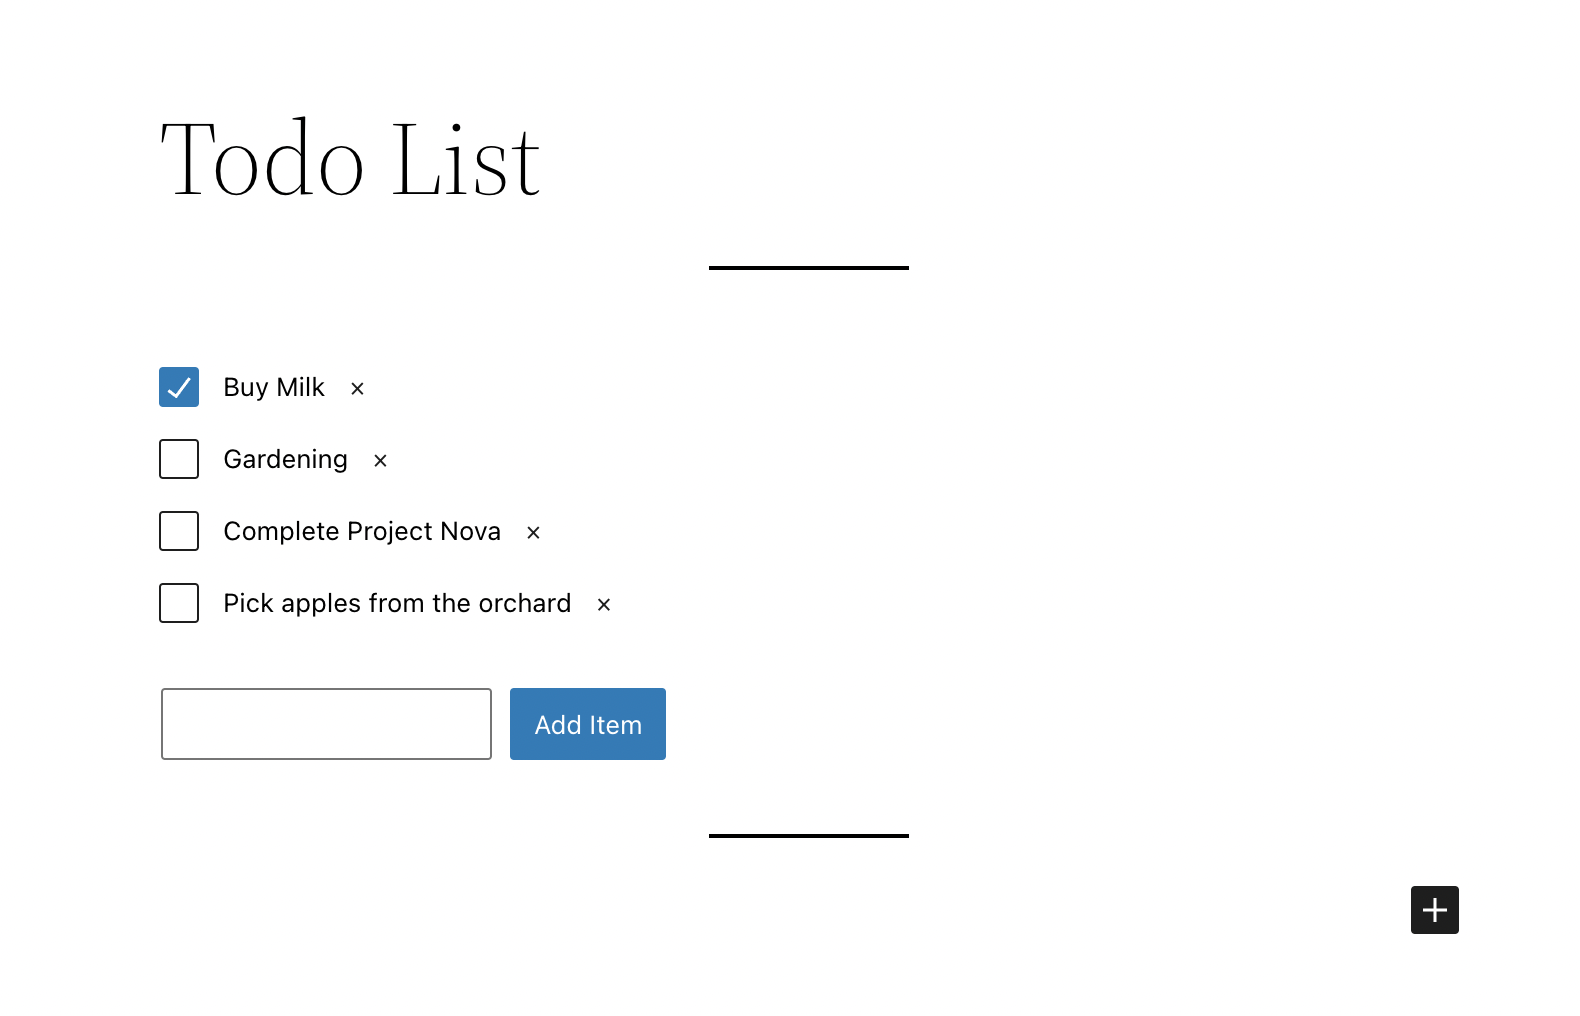 Todo List
Buy Milk ×
Gardening ×
Complete Project Nova ×
Pick apples from the orchard ×
Add Item